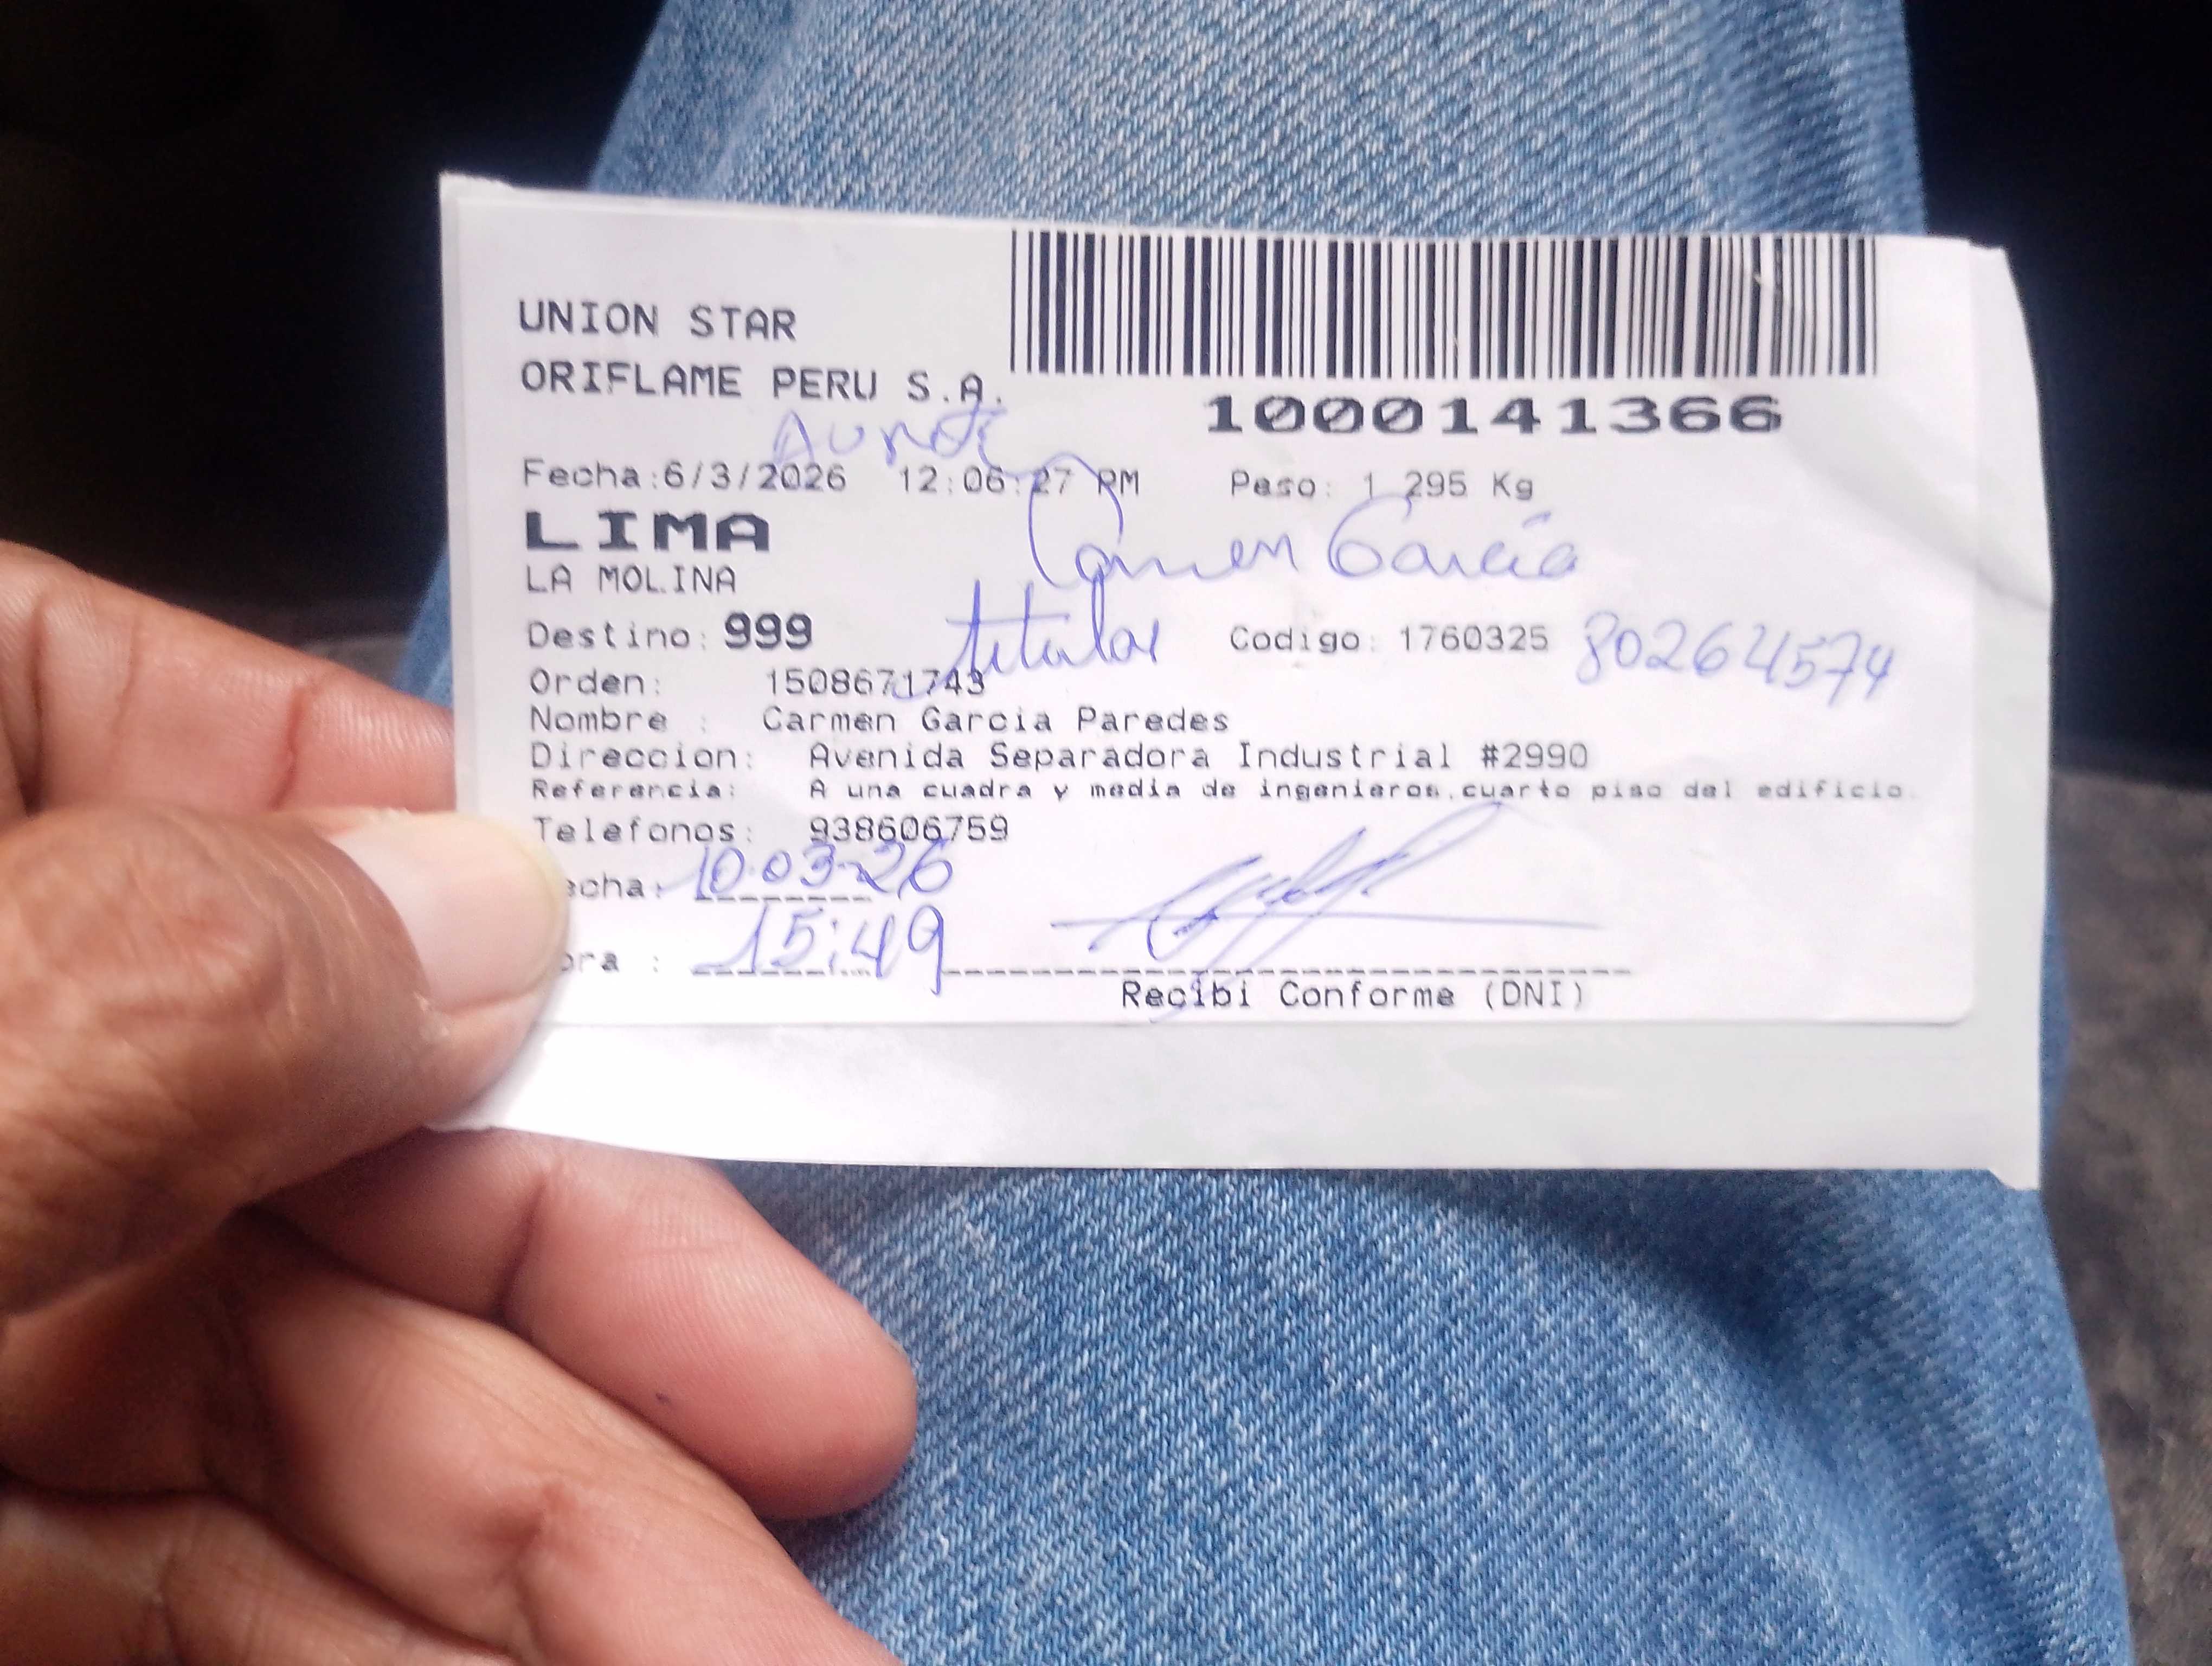 UNION STAR
ORIFLAME PERU S.A.
1000141366
Fecha:6/3/2026 12:06:27 PM Peso: 1 295 Kg
LIMA
Carmen Garcia
LA MOLINA
titular
Destino: 999 Codigo: 1760325 80264574
Orden: 1508671743
Nombre : Carmen Garcia Paredes
Direccion: Avenida Separadora Industrial #2990
Referencia: A una cuadra y media de ingenieros,cuarto piso del edificio.
Telefonos: 938606759
echa: 10-03-26
ora : 15:49
Recibi Conforme (DNI)